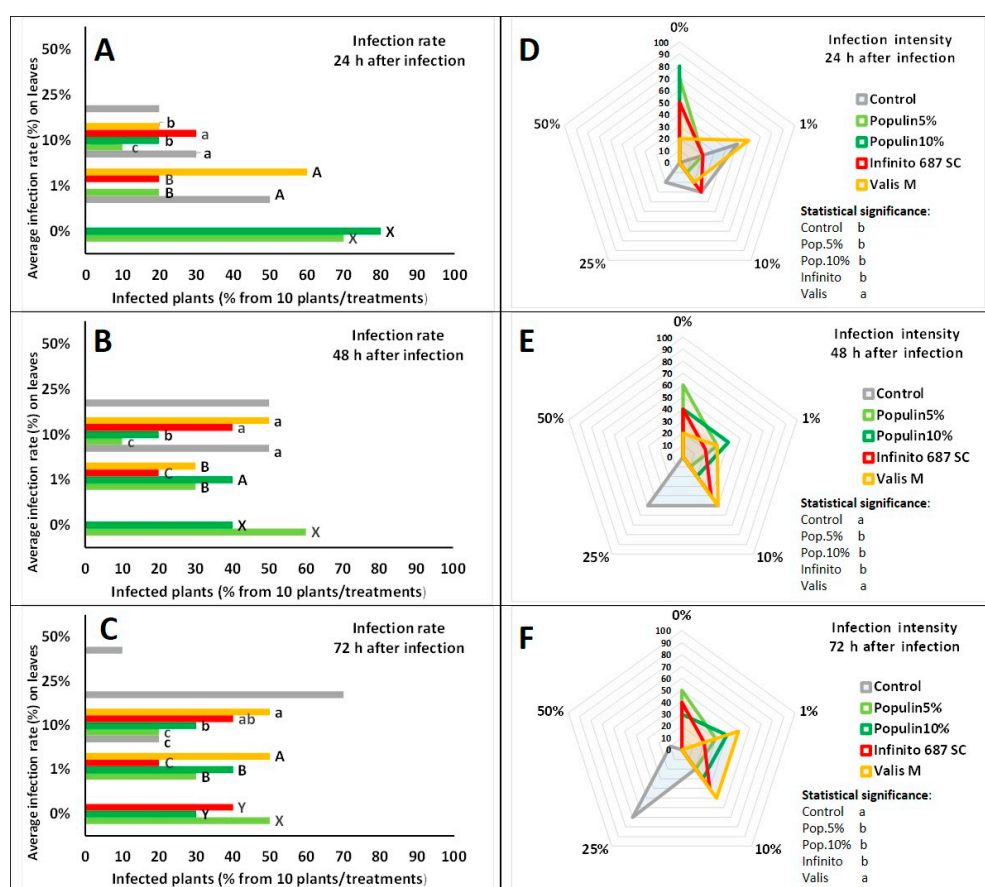 A
Infection rate
24 h after infection
Average infection rate (%) on leaves
50%
25%
10%
1%
0%
b
a
b
c
a
A
B
B
A
X
X
0 10 20 30 40 50 60 70 80 90 100
Infected plants (% from 10 plants/treatments)
D
Infection intensity
24 h after infection
0%
1%
10%
25%
50%
100
90
80
70
60
50
40
30
20
10
0
Control
Populin5%
Populin10%
Infinito 687 SC
Valis M
Statistical significance:
Control b
Pop.5% b
Pop.10% b
Infinito b
Valis a
B
Infection rate
48 h after infection
Average infection rate (%) on leaves
50%
25%
10%
1%
0%
a
a
b
c
a
B
C
A
B
X
X
0 10 20 30 40 50 60 70 80 90 100
Infected plants (% from 10 plants/treatments)
E
Infection intensity
48 h after infection
0%
1%
10%
25%
50%
100
90
80
70
60
50
40
30
20
10
0
Control
Populin5%
Populin10%
Infinito 687 SC
Valis M
Statistical significance:
Control a
Pop.5% b
Pop.10% b
Infinito b
Valis a
C
Infection rate
72 h after infection
Average infection rate (%) on leaves
50%
25%
10%
1%
0%
a
ab
b
c
c
A
C
B
B
Y
Y
X
0 10 20 30 40 50 60 70 80 90 100
Infected plants (% from 10 plants/treatments)
F
Infection intensity
72 h after infection
0%
1%
10%
25%
50%
100
90
80
70
60
50
40
30
20
10
0
Control
Populin5%
Populin10%
Infinito 687 SC
Valis M
Statistical significance:
Control a
Pop.5% b
Pop.10% b
Infinito b
Valis a